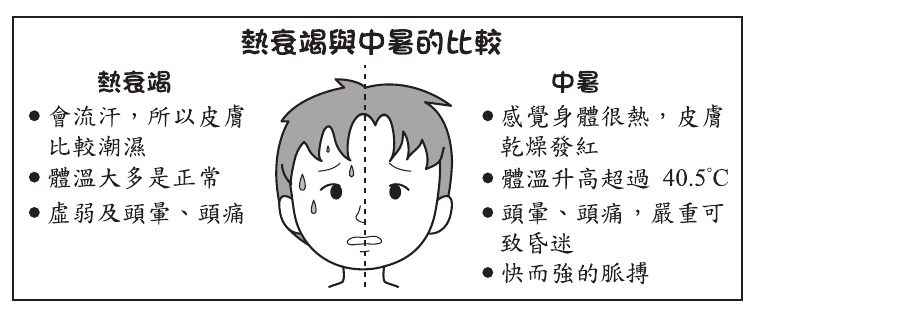 熱衰竭與中暑的比較
熱衰竭
● 會流汗，所以皮膚
比較潮濕
● 體溫大多是正常
● 虛弱及頭暈、頭痛
中暑
● 感覺身體很熱，皮膚
乾燥發紅
● 體溫升高超過 40.5°C
● 頭暈、頭痛，嚴重可
致昏迷
● 快而強的脈搏